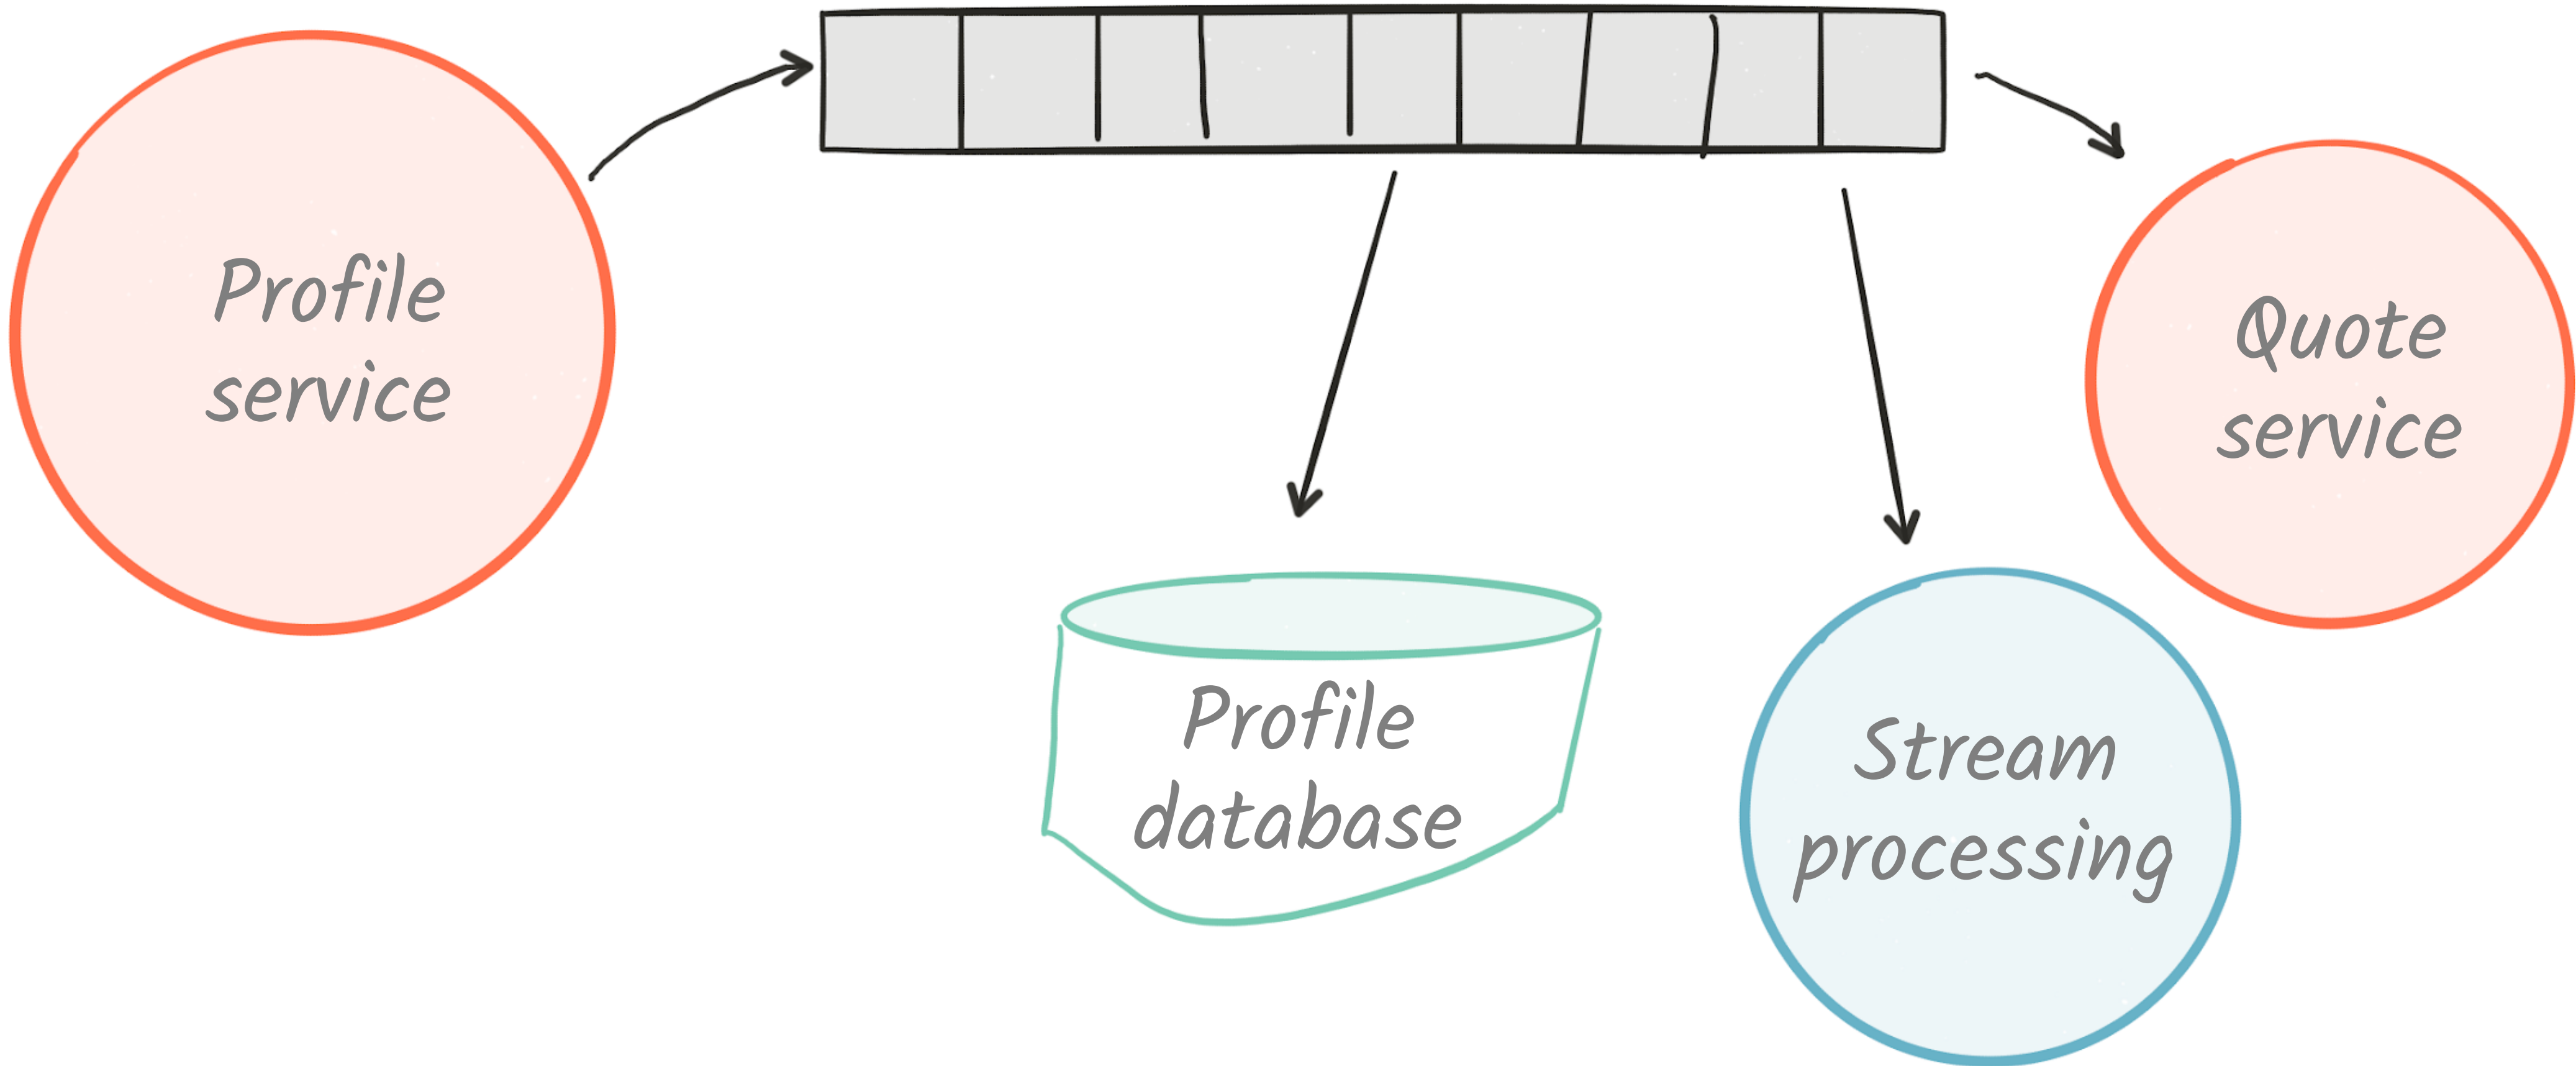 Profile
service
Quote
service
Profile
database
Stream
processing